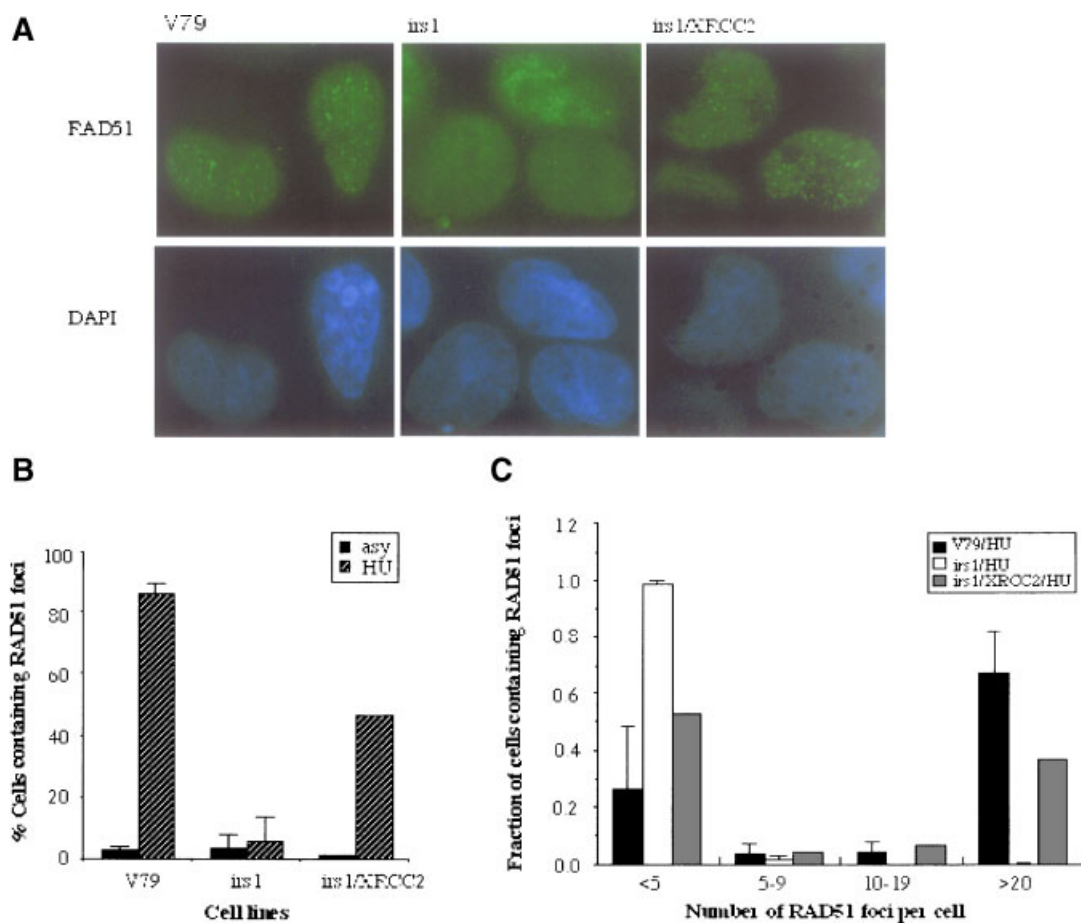 A
V79 irs1 irs1/XRCC2
RAD51
DAPI
B
C
% Cells containing RAD51 foci
100
80
60
40
20
0
asy
HU
V79 irs1 irs1/XRCC2
Cell lines
Fraction of cells containing RAD51 foci
1.2
1.0
0.8
0.6
0.4
0.2
0.0
V79/HU
irs1/HU
irs1/XRCC2/HU
<5 5-9 10-19 >20
Number of RAD51 foci per cell